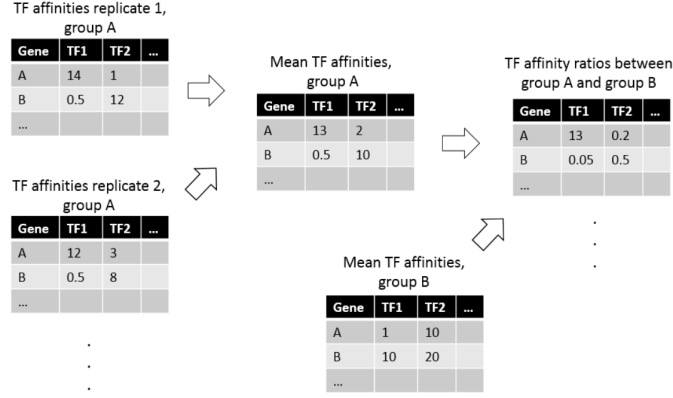 TF affinities replicate 1,
group A
Gene TF1 TF2 ...
A 14 1
B 0.5 12
...
TF affinities replicate 2,
group A
Gene TF1 TF2 ...
A 12 3
B 0.5 8
...
.
.
.
Mean TF affinities,
group A
Gene TF1 TF2 ...
A 13 2
B 0.5 10
...
Mean TF affinities,
group B
Gene TF1 TF2 ...
A 1 10
B 10 20
...
TF affinity ratios between
group A and group B
Gene TF1 TF2 ...
A 13 0.2
B 0.05 0.5
...
.
.
.